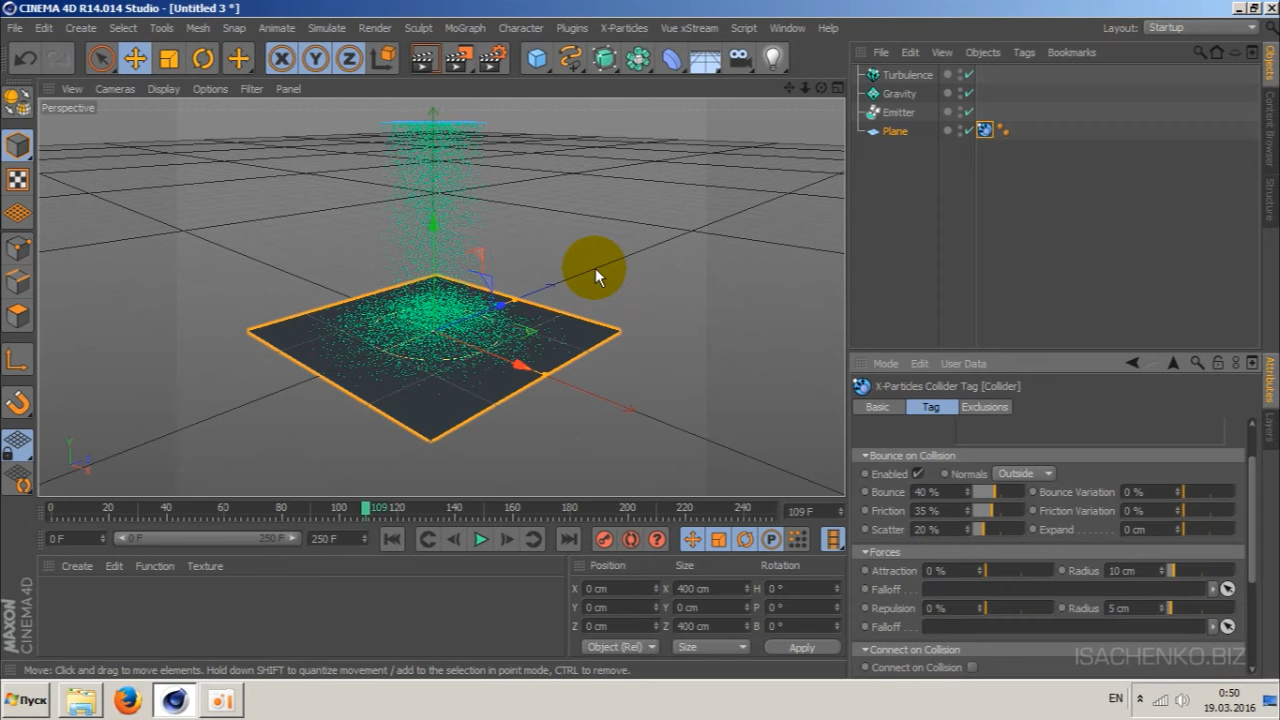 CINEMA 4D R14.014 Studio - [Untitled 3 *]
File Edit Create Select Tools Mesh Snap Animate Simulate Render Sculpt MoGraph Character Plugins X-Particles Vue xStream Script Window Help Layout: Startup
X Y Z
File Edit View Objects Tags Bookmarks
View Cameras Display Options Filter Panel
Perspective
Turbulence
Gravity
Emitter
Plane
Objects
Content Browser
Structure
Y
Mode Edit User Data
X-Particles Collider Tag [Collider]
Basic Tag Exclusions
Attributes
Layers
Bounce on Collision
Enabled Normals Outside
Bounce 40 % Bounce Variation 0 %
Friction 35 % Friction Variation 0 %
Scatter 20 % Expand . . . . . . 0 cm
Forces
Attraction 0 % Radius 10 cm
Falloff . . .
Repulsion 0 % Radius 5 cm
Falloff . . .
Connect on Collision
Connect on Collision
0 20 40 60 80 100 109 120 140 160 180 200 220 240 109 F
0 F 0 F 250 F 250 F
P
Create Edit Function Texture
Position Size Rotation
X 0 cm X 400 cm H 0 °
Y 0 cm Y 0 cm P 0 °
Z 0 cm Z 400 cm B 0 °
Object (Rel) Size Apply
MAXON CINEMA 4D
Move: Click and drag to move elements. Hold down SHIFT to quantize movement / add to the selection in point mode, CTRL to remove.
ISACHENKO.BIZ
Пуск
EN 0:50
19.03.2016